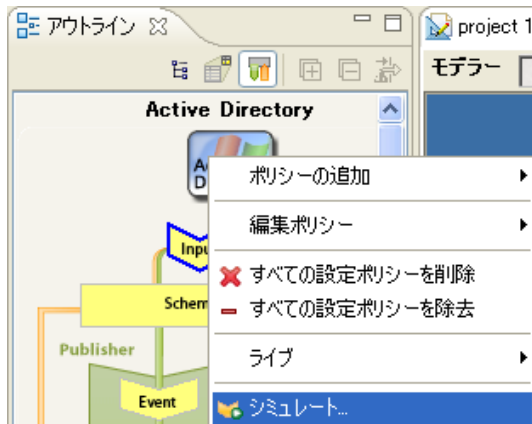 アウトライン
project 1
モデラー
Active Directory
ポリシーの追加
編集ポリシー
Inpu
すべての設定ポリシーを削除
Schem
すべての設定ポリシーを除去
Publisher
ライブ
Event
シミュレート...